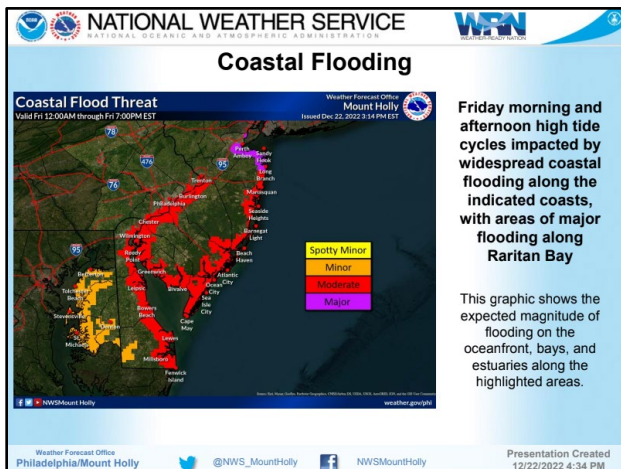 NATIONAL WEATHER SERVICE
NATIONAL OCEANIC AND ATMOSPHERIC ADMINISTRATION
WRN
WEATHER-READY NATION
Coastal Flooding
Coastal Flood Threat
Valid Fri 12:00AM through Fri 7:00PM EST
Weather Forecast Office
Mount Holly
Issued Dec 22, 2022 3:14 PM EST
78
Perth Amboy
Sandy Hook
476
95
Long Branch
Trenton
76
Burlington
Manasquan
Philadelphia
Seaside Heights
Chester
Barnegat Light
Wilmington
95
Reedy Point
Beach Haven
Greenwich
Atlantic City
Leipsic
Bivalve
Ocean City
Sea Isle City
Stevensville
Bowers Beach
Cape May
Lewes
Millsboro
Fenwick Island
Spotty Minor
Minor
Moderate
Major
NWSMount Holly
weather.gov/phi
Friday morning and
afternoon high tide
cycles impacted by
widespread coastal
flooding along the
indicated coasts,
with areas of major
flooding along
Raritan Bay
This graphic shows the
expected magnitude of
flooding on the
oceanfront, bays, and
estuaries along the
highlighted areas.
Weather Forecast Office
Philadelphia/Mount Holly
@NWS_MountHolly
NWSMountHolly
Presentation Created
12/22/2022 4:34 PM